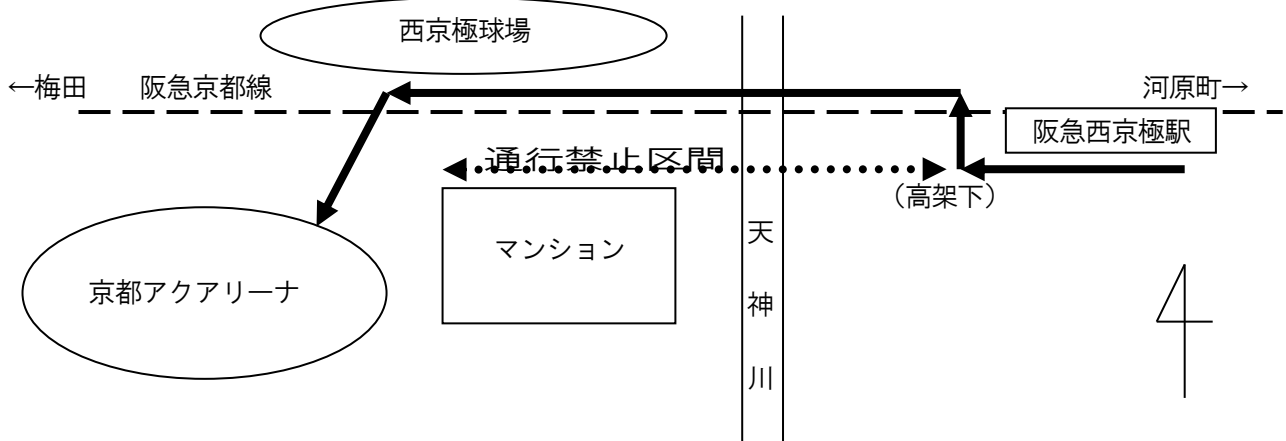 西京極球場
←梅田
阪急京都線
河原町→
阪急西京極駅
通行禁止区間
（高架下）
マンション
天神川
京都アクアリーナ